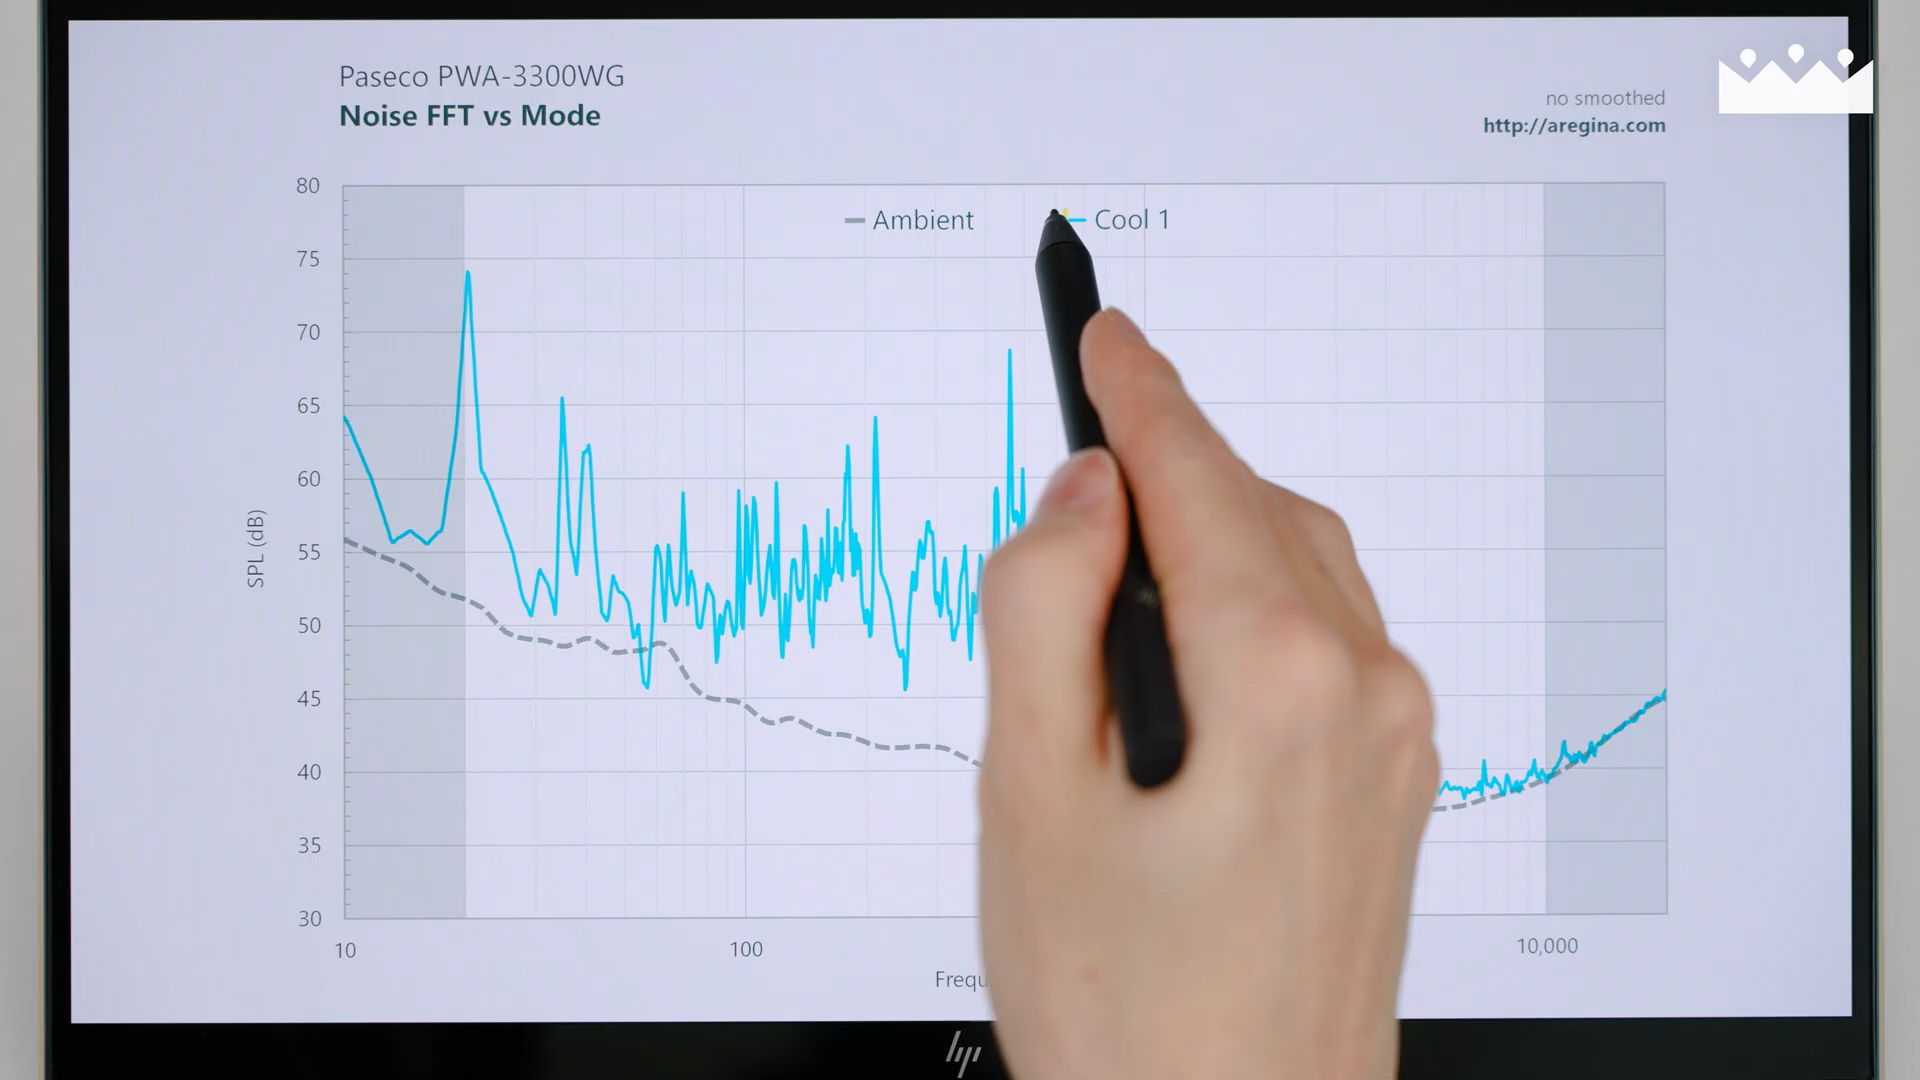 Paseco PWA-3300WG
Noise FFT vs Mode
no smoothed
http://aregina.com
Ambient
Cool 1
80
75
70
65
60
55
50
45
40
35
30
SPL (dB)
10
100
10,000
hp